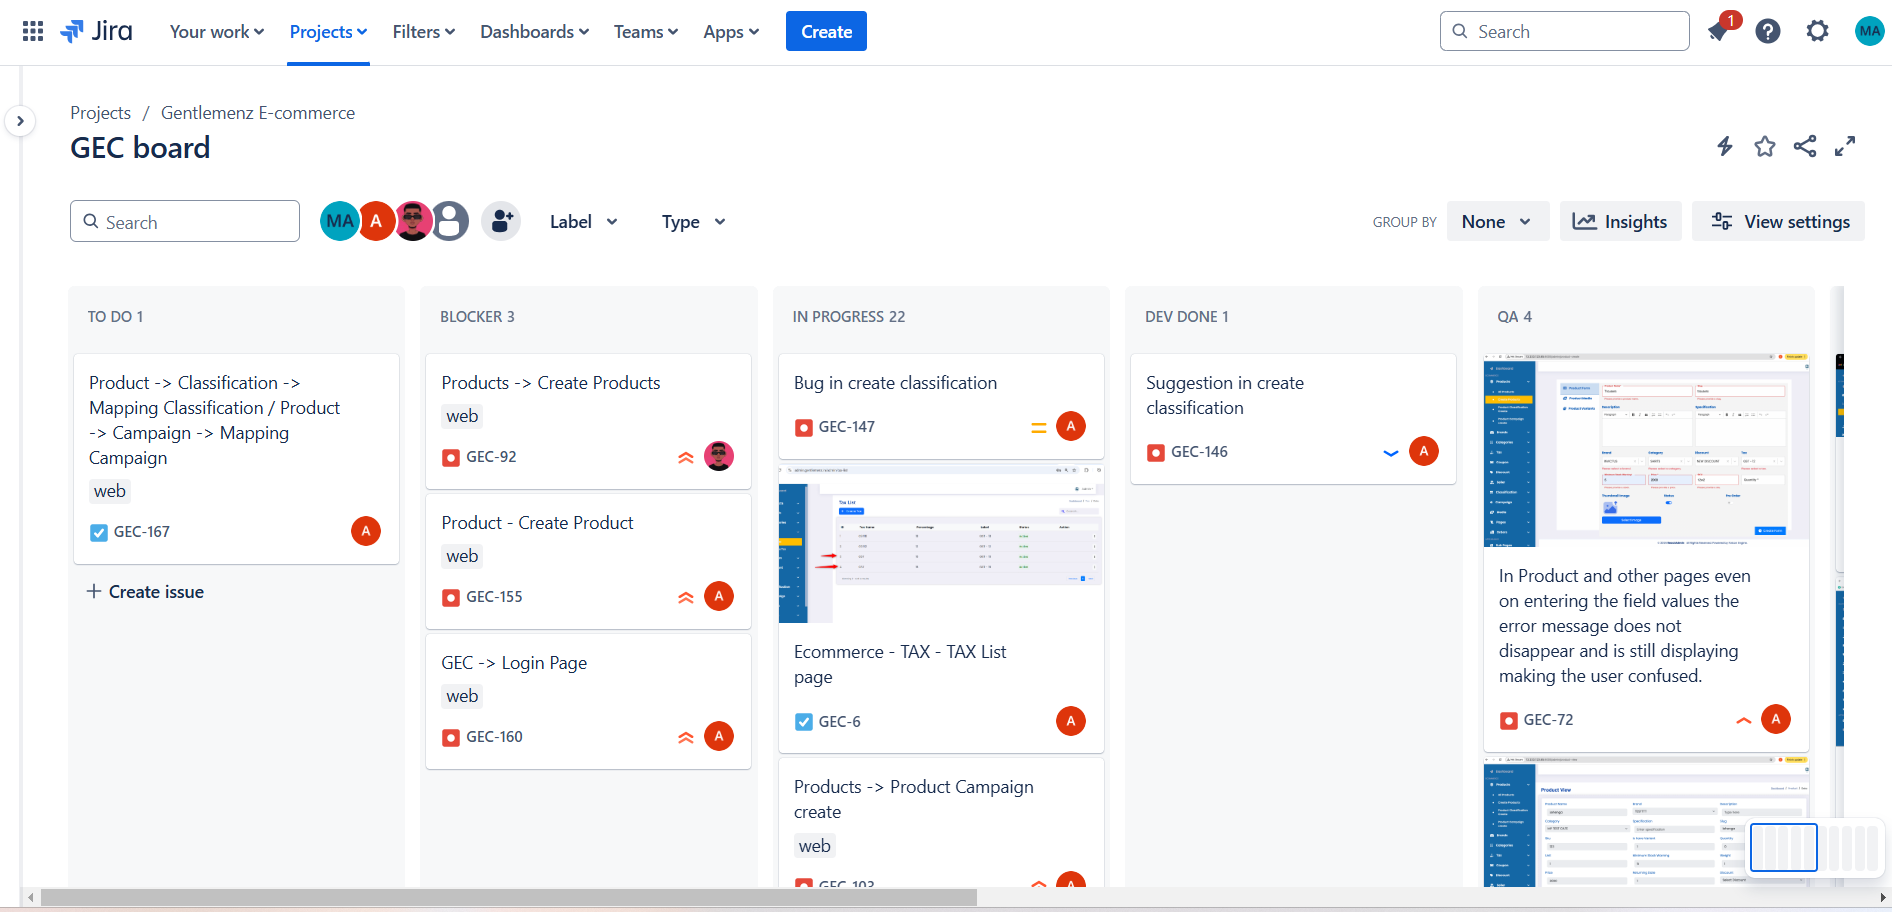 Jira
Your work
Projects
Filters
Dashboards
Teams
Apps
Create
Search
1
MA
Projects / Gentlemenz E-commerce
GEC board
Search
MA
A
Label
Type
GROUP BY
None
Insights
View settings
TO DO 1
Product -> Classification ->
Mapping Classification / Product
-> Campaign -> Mapping
Campaign
web
GEC-167
A
Create issue
BLOCKER 3
Products -> Create Products
web
GEC-92
Product - Create Product
web
GEC-155
A
GEC -> Login Page
web
GEC-160
A
IN PROGRESS 22
Bug in create classification
GEC-147
A
Tax List
Ecommerce - TAX - TAX List
page
GEC-6
A
Products -> Product Campaign
create
web
GEC-103
A
DEV DONE 1
Suggestion in create
classification
GEC-146
A
QA 4
In Product and other pages even
on entering the field values the
error message does not
disappear and is still displaying
making the user confused.
GEC-72
A
Product View